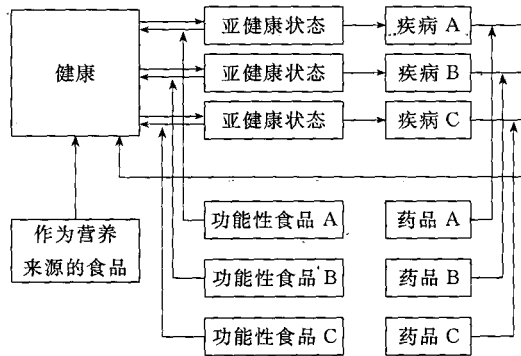 健康
亚健康状态
疾病 A
亚健康状态
疾病 B
亚健康状态
疾病 C
作为营养
来源的食品
功能性食品 A
药品 A
功能性食品 B
药品 B
功能性食品 C
药品 C